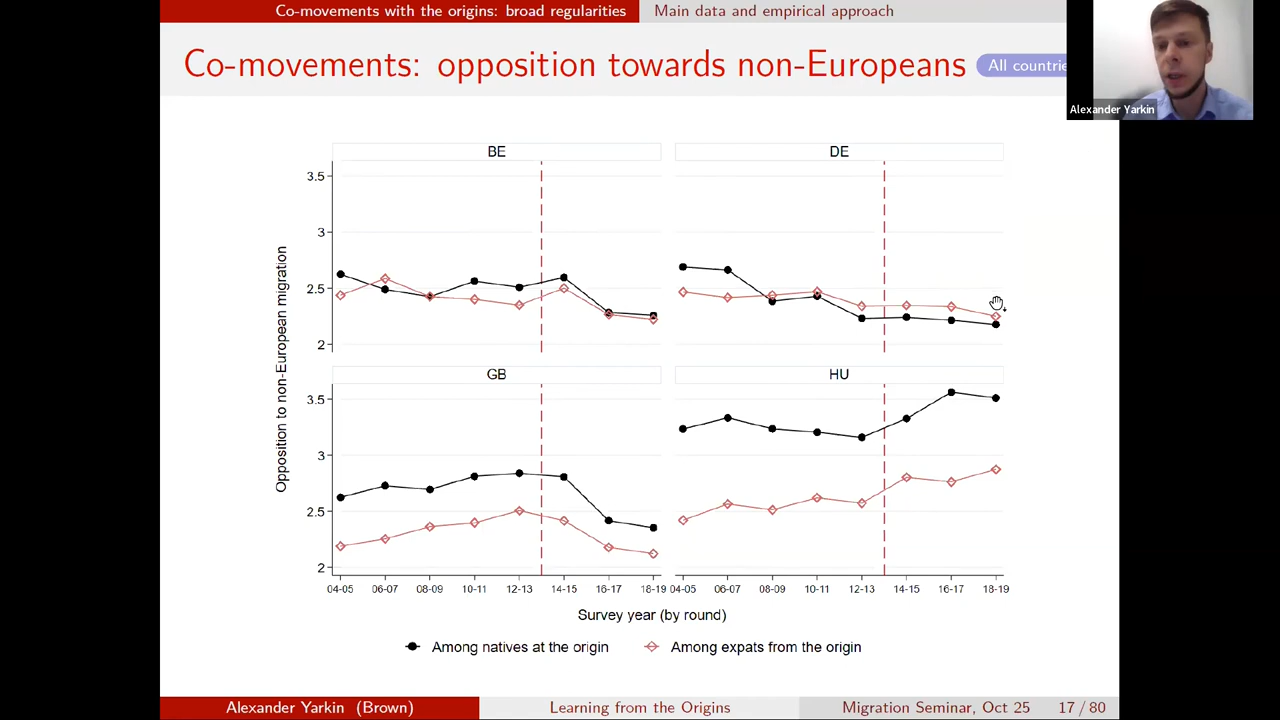 Co-movements with the origins: broad regularities Main data and empirical approach
Co-movements: opposition towards non-Europeans All countrie
Alexander Yarkin
BE DE
3.5
3
2.5
2
GB HU
3.5
3
2.5
2
Opposition to non-European migration
04-05 06-07 08-09 10-11 12-13 14-15 16-17 18-19 04-05 06-07 08-09 10-11 12-13 14-15 16-17 18-19
Survey year (by round)
Among natives at the origin Among expats from the origin
Alexander Yarkin (Brown) Learning from the Origins Migration Seminar, Oct 25 17 / 80